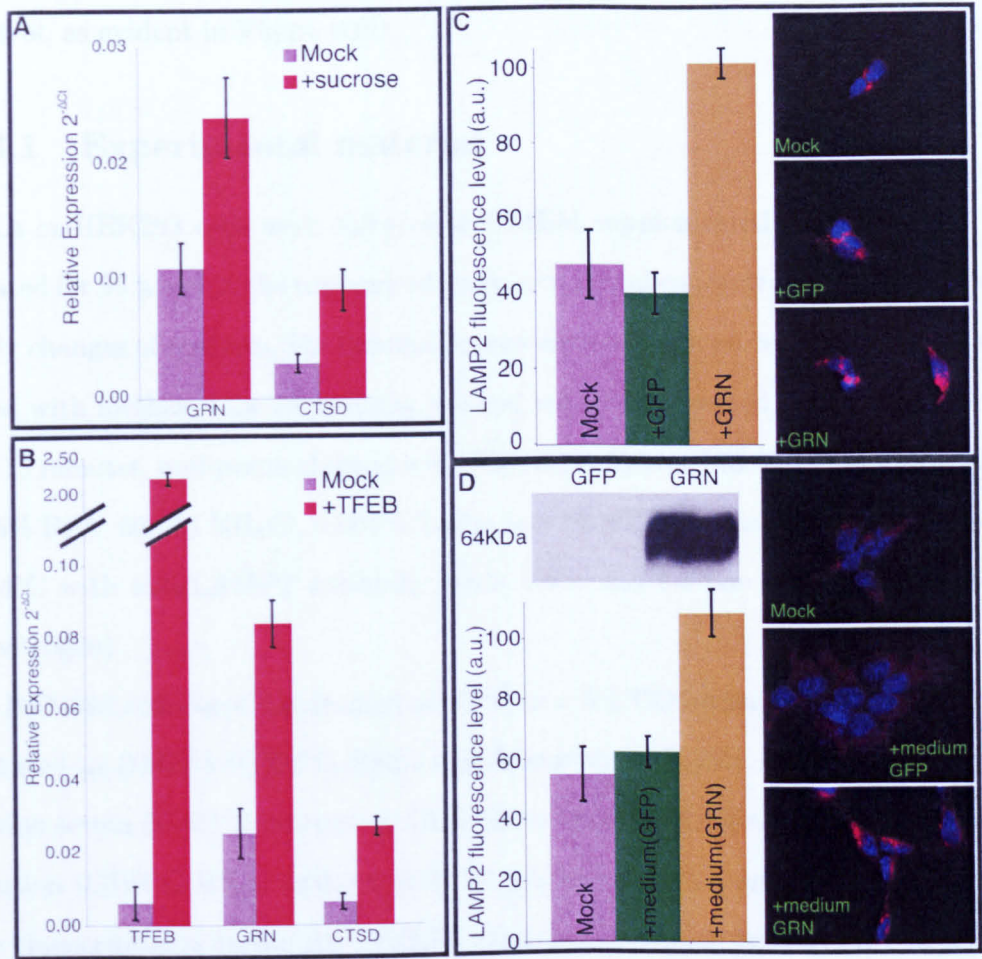 A
Mock
+sucrose
Relative Expression 2^-ΔCt
0.03
0.02
0.01
0.00
GRN CTSD
B
Mock
+TFEB
Relative Expression 2^-ΔCt
2.50
2.00
0.10
0.08
0.06
0.04
0.02
0.00
TFEB GRN CTSD
C
LAMP2 fluorescence level (a.u.)
100
80
60
40
20
0
Mock
+GFP
+GRN
Mock
+GFP
+GRN
D
GFP GRN
64KDa
LAMP2 fluorescence level (a.u.)
100
80
60
40
20
0
Mock
+medium(GFP)
+medium(GRN)
Mock
+medium
GFP
+medium
GRN